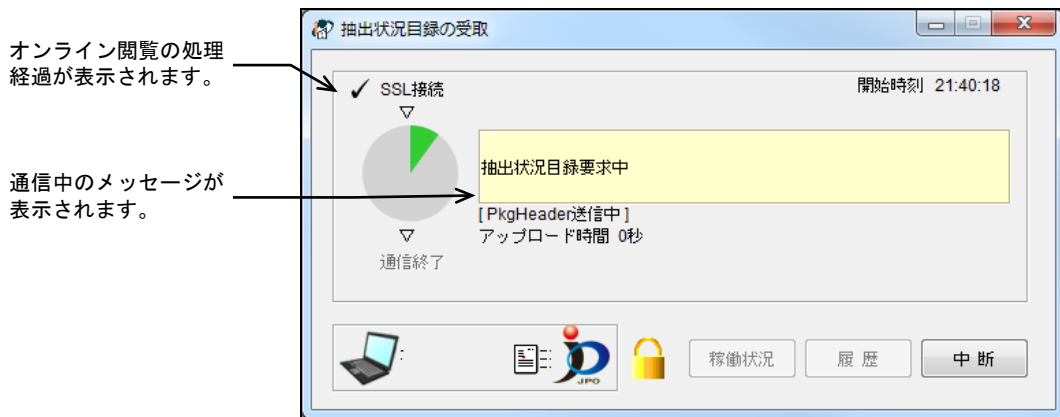 オンライン閲覧の処理
経過が表示されます。
通信中のメッセージが
表示されます。
抽出状況目録の受取
SSL接続
開始時刻 21:40:18
▽
抽出状況目録要求中
[PkgHeader送信中]
アップロード時間 0秒
▽
通信終了
JPO
稼働状況
履 歴
中 断